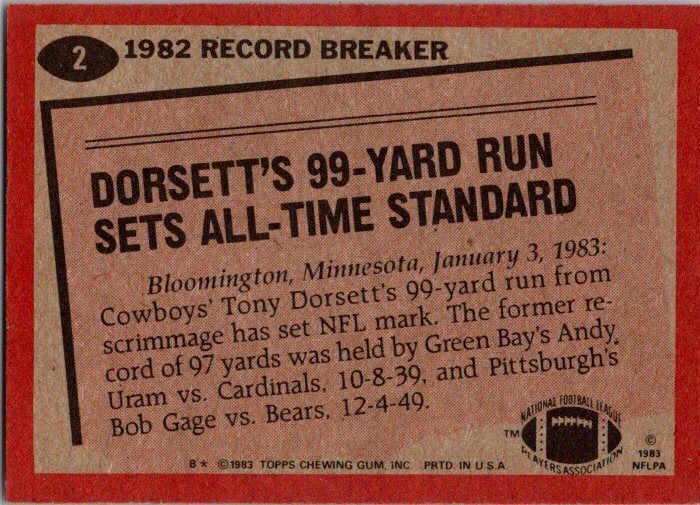 2 1982 RECORD BREAKER
DORSETT'S 99-YARD RUN
SETS ALL-TIME STANDARD
Bloomington, Minnesota, January 3, 1983:
Cowboys' Tony Dorsett's 99-yard run from
scrimmage has set NFL mark. The former re-
cord of 97 yards was held by Green Bay's Andy
Uram vs. Cardinals, 10-8-39, and Pittsburgh's
Bob Gage vs. Bears, 12-4-49.
NATIONAL FOOTBALL LEAGUE
PLAYERS ASSOCIATION
TM
©
1983
NFLPA
B* ©1983 TOPPS CHEWING GUM, INC PRTD. IN U.S.A